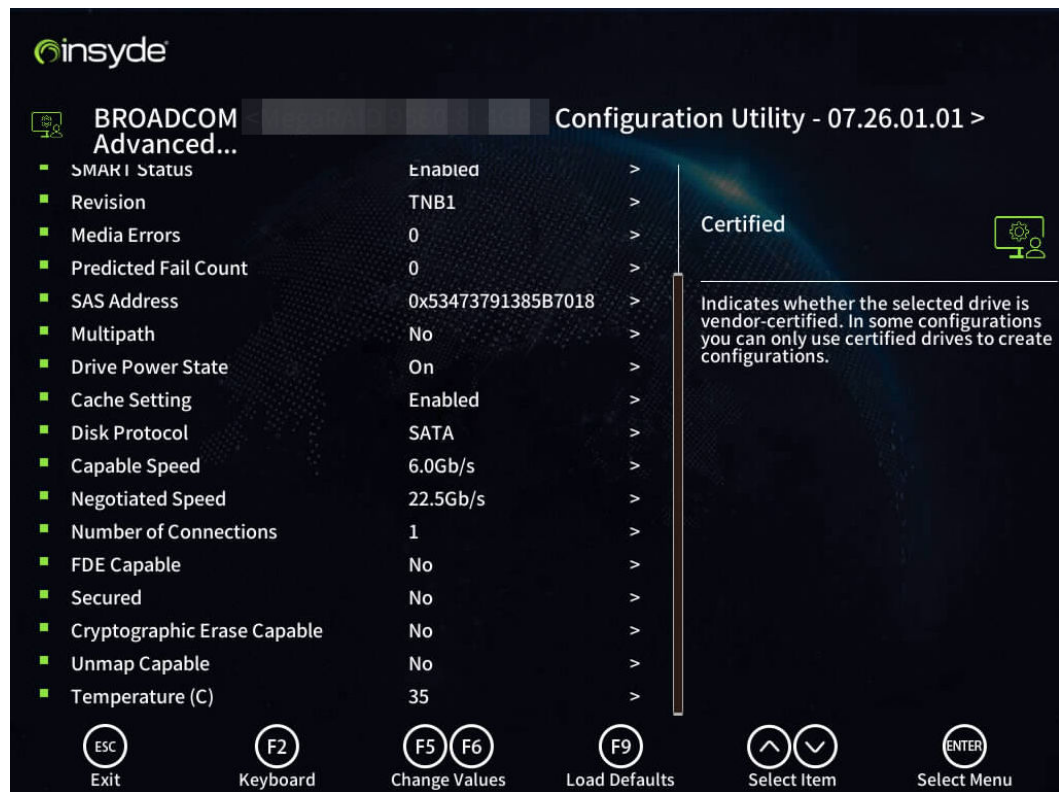 insyde
BROADCOM Configuration Utility - 07.26.01.01 >
Advanced...
SMART Status Enabled >
Revision TNB1 >
Media Errors 0 >
Predicted Fail Count 0 >
SAS Address 0x53473791385B7018 >
Multipath No >
Drive Power State On >
Cache Setting Enabled >
Disk Protocol SATA >
Capable Speed 6.0Gb/s >
Negotiated Speed 22.5Gb/s >
Number of Connections 1 >
FDE Capable No >
Secured No >
Cryptographic Erase Capable No >
Unmap Capable No >
Temperature (C) 35 >
Certified
Indicates whether the selected drive is
vendor-certified. In some configurations
you can only use certified drives to create
configurations.
ESC F2 F5 F6 F9 ENTER
Exit Keyboard Change Values Load Defaults Select Item Select Menu